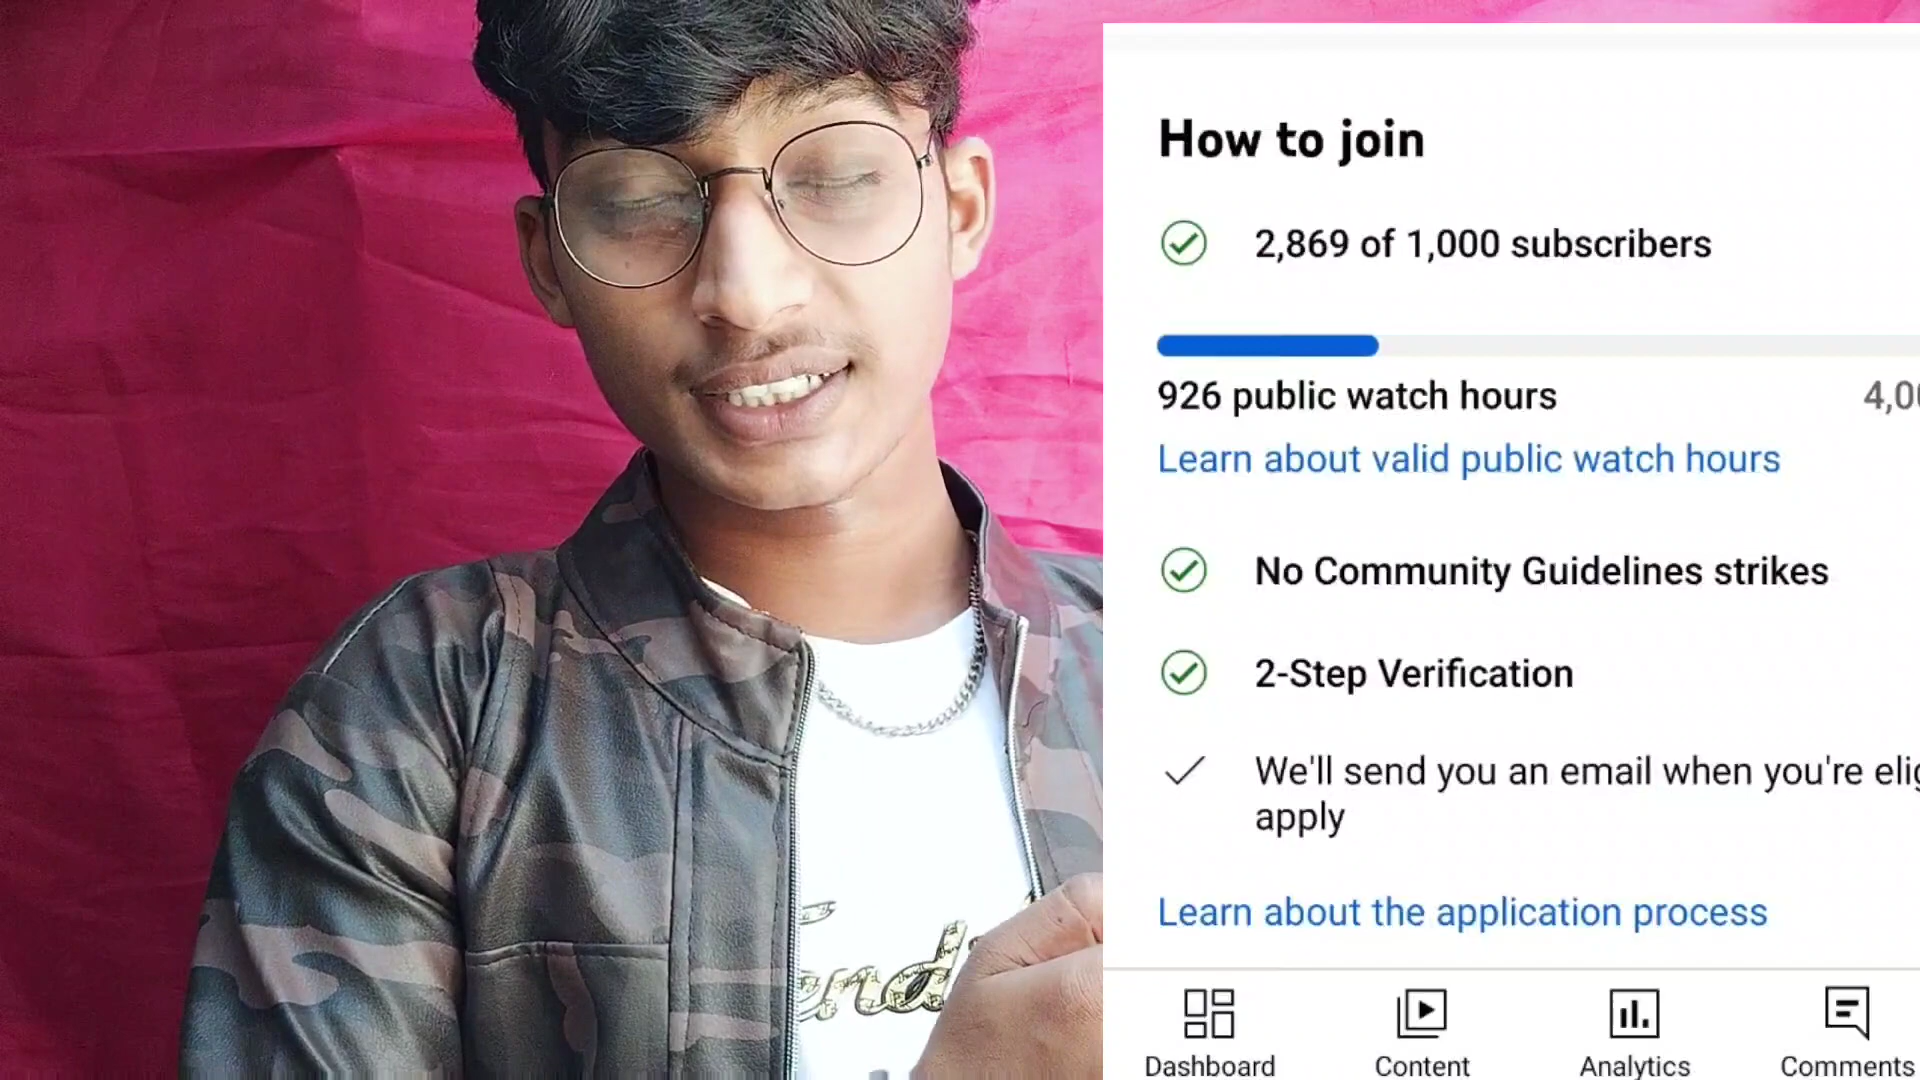 How to join
2,869 of 1,000 subscribers
926 public watch hours
Learn about valid public watch hours
No Community Guidelines strikes
2-Step Verification
We'll send you an email when you're
apply
Learn about the application process
Dashboard
Content
Analytics
Comments